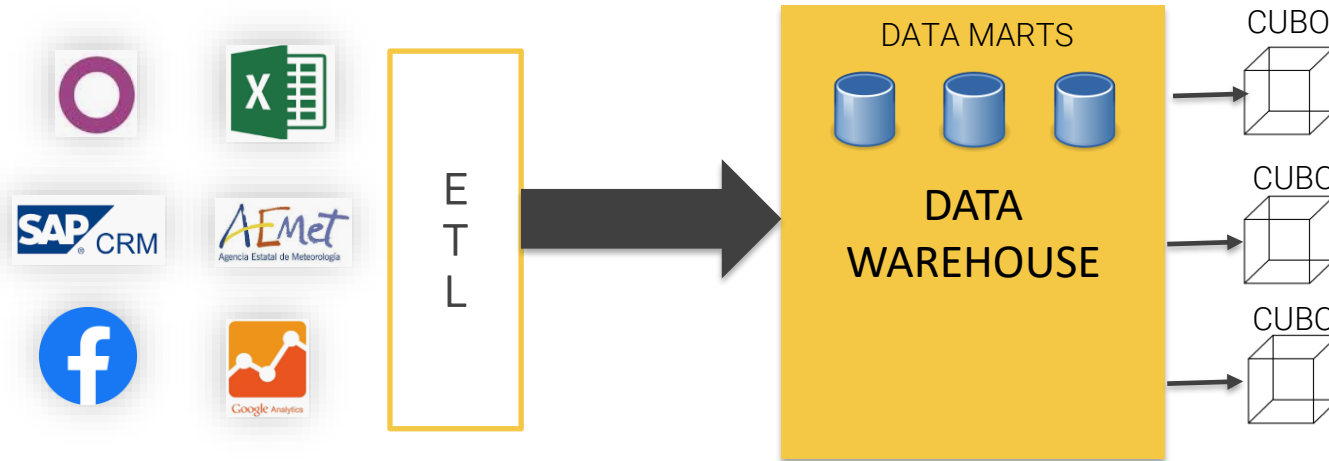 DATA MARTS
CUBO
X
SAP
® CRM
AEMet
Agencia Estatal de Meteorología
E
T
L
DATA
WAREHOUSE
CUBO
f
Google Analytics
CUBO